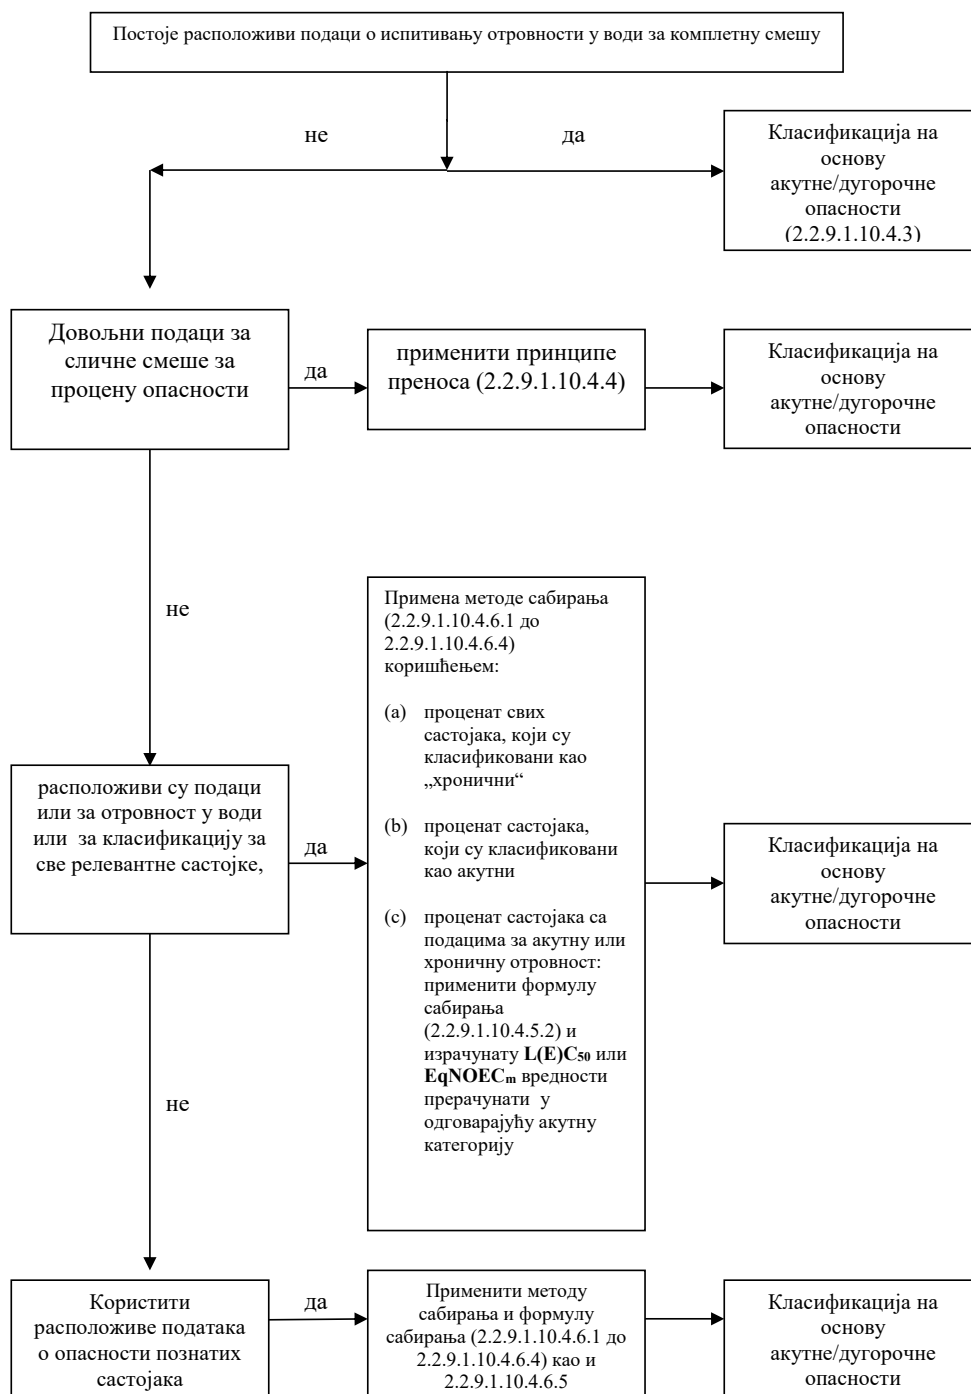 Постоје расположиви подаци о испитивању отровности у води за комплетну смешу
не
да
Класификација на
основу
акутне/дугорочне
опасности
(2.2.9.1.10.4.3)
Довољни подаци за
сличне смеше за
процену опасности
да
применити принципе
преноса (2.2.9.1.10.4.4)
Класификација на
основу
акутне/дугорочне
опасности
не
Примена методе сабирања
(2.2.9.1.10.4.6.1 до
2.2.9.1.10.4.6.4)
коришћењем:
(a) проценат свих
састојака, који су
класификовани као
„хронични“
(b) проценат састојака,
који су класификовани
као акутни
(c) проценат састојака са
подацима за акутну или
хроничну отровност:
применити формулу
сабирања
(2.2.9.1.10.4.5.2) и
израчунату L(E)C₅₀ или
EqNOECₘ вредности
прерачунати у
одговарајућу акутну
категорију
расположиви су подаци
или за отровност у води
или за класификацију за
све релевантне састојке,
да
Класификација на
основу
акутне/дугорочне
опасности
не
Користити
расположиве података
о опасности познатих
састојака
да
Применити методу
сабирања и формулу
сабирања (2.2.9.1.10.4.6.1 до
2.2.9.1.10.4.6.4) као и
2.2.9.1.10.4.6.5
Класификација на
основу
акутне/дугорочне
опасности